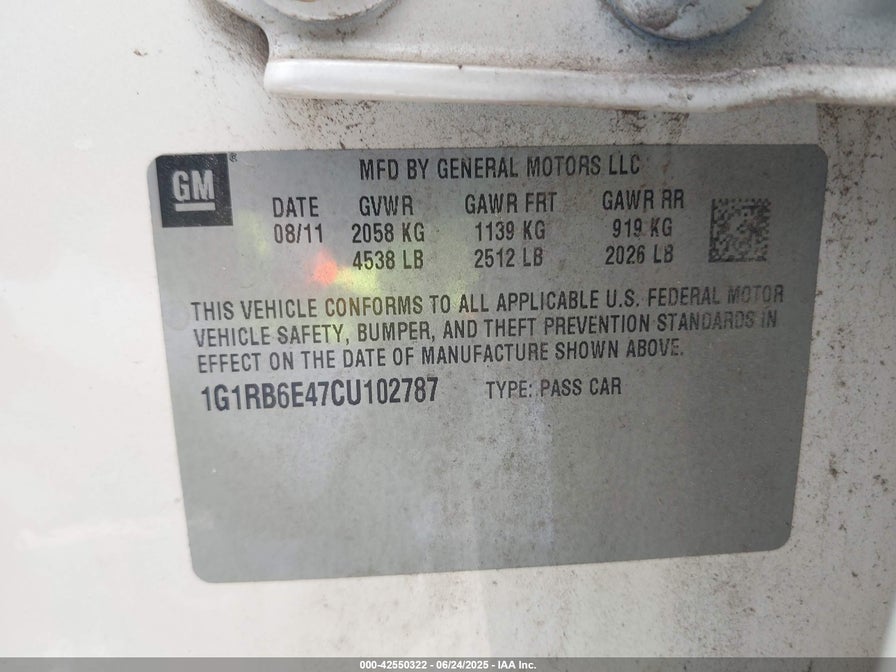 GM
MFD BY GENERAL MOTORS LLC
DATE GVWR GAWR FRT GAWR RR
08/11 2058 KG 1139 KG 919 KG
4538 LB 2512 LB 2026 LB
THIS VEHICLE CONFORMS TO ALL APPLICABLE U.S. FEDERAL MOTOR
VEHICLE SAFETY, BUMPER, AND THEFT PREVENTION STANDARDS IN
EFFECT ON THE DATE OF MANUFACTURE SHOWN ABOVE.
1G1RB6E47CU102787 TYPE: PASS CAR
000-42550322 - 06/24/2025 - IAA Inc.